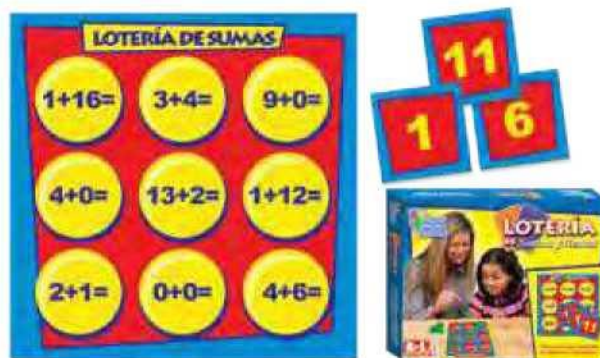 LOTERÍA DE SUMAS
1+16= 3+4= 9+0=
4+0= 13+2= 1+12=
2+1= 0+0= 4+6=
11
1 6
LOTERÍA